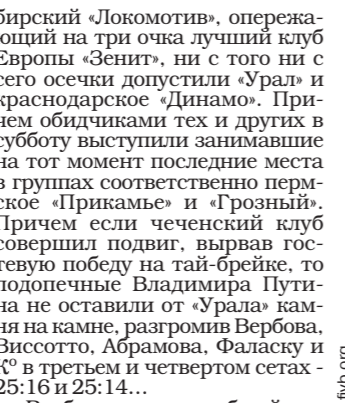 бирский «Локомотив», опережа-
ющий на три очка лучший клуб
Европы «Зенит», ни с того ни с
сего осечки допустили «Урал» и
краснодарское «Динамо». При-
чем обидчиками тех и других в
субботу выступили занимавшие
на тот момент последние места
в группах соответственно перм-
ское «Прикамье» и «Грозный».
Причем если чеченский клуб
совершил подвиг, вырвав гос-
тевую победу на тай-брейке, то
подопечные Владимира Пути-
на не оставили от «Урала» кам-
ня на камне, разгромив Вербова,
Виссотто, Абрамова, Фаласку и
К° в третьем и четвертом сетах -
25:16 и 25:14...
fivb.org